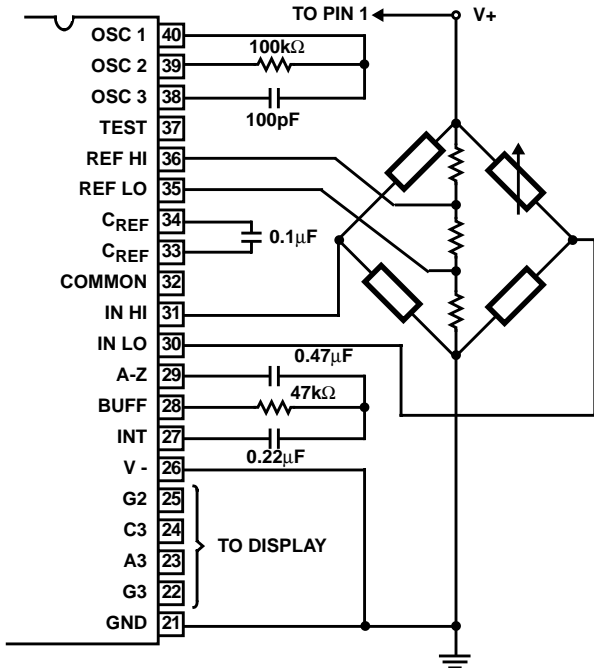 TO PIN 1 V+
OSC 1 40
100kΩ
OSC 2 39
OSC 3 38
100pF
TEST 37
REF HI 36
REF LO 35
CREF 34
0.1μF
CREF 33
COMMON 32
IN HI 31
IN LO 30
0.47μF
A-Z 29
47kΩ
BUFF 28
INT 27
0.22μF
V - 26
G2 25
C3 24
TO DISPLAY
A3 23
G3 22
GND 21